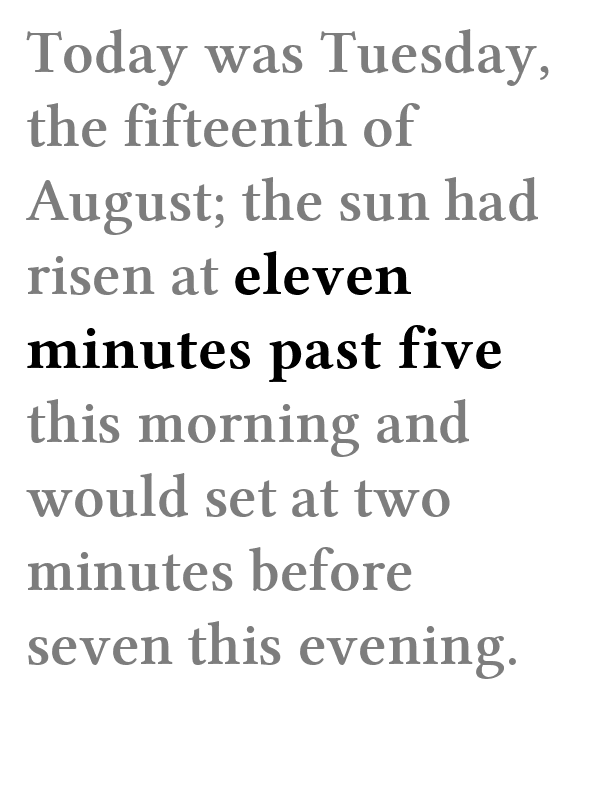 Today was Tuesday,
the fifteenth of
August; the sun had
risen at eleven
minutes past five
this morning and
would set at two
minutes before
seven this evening.